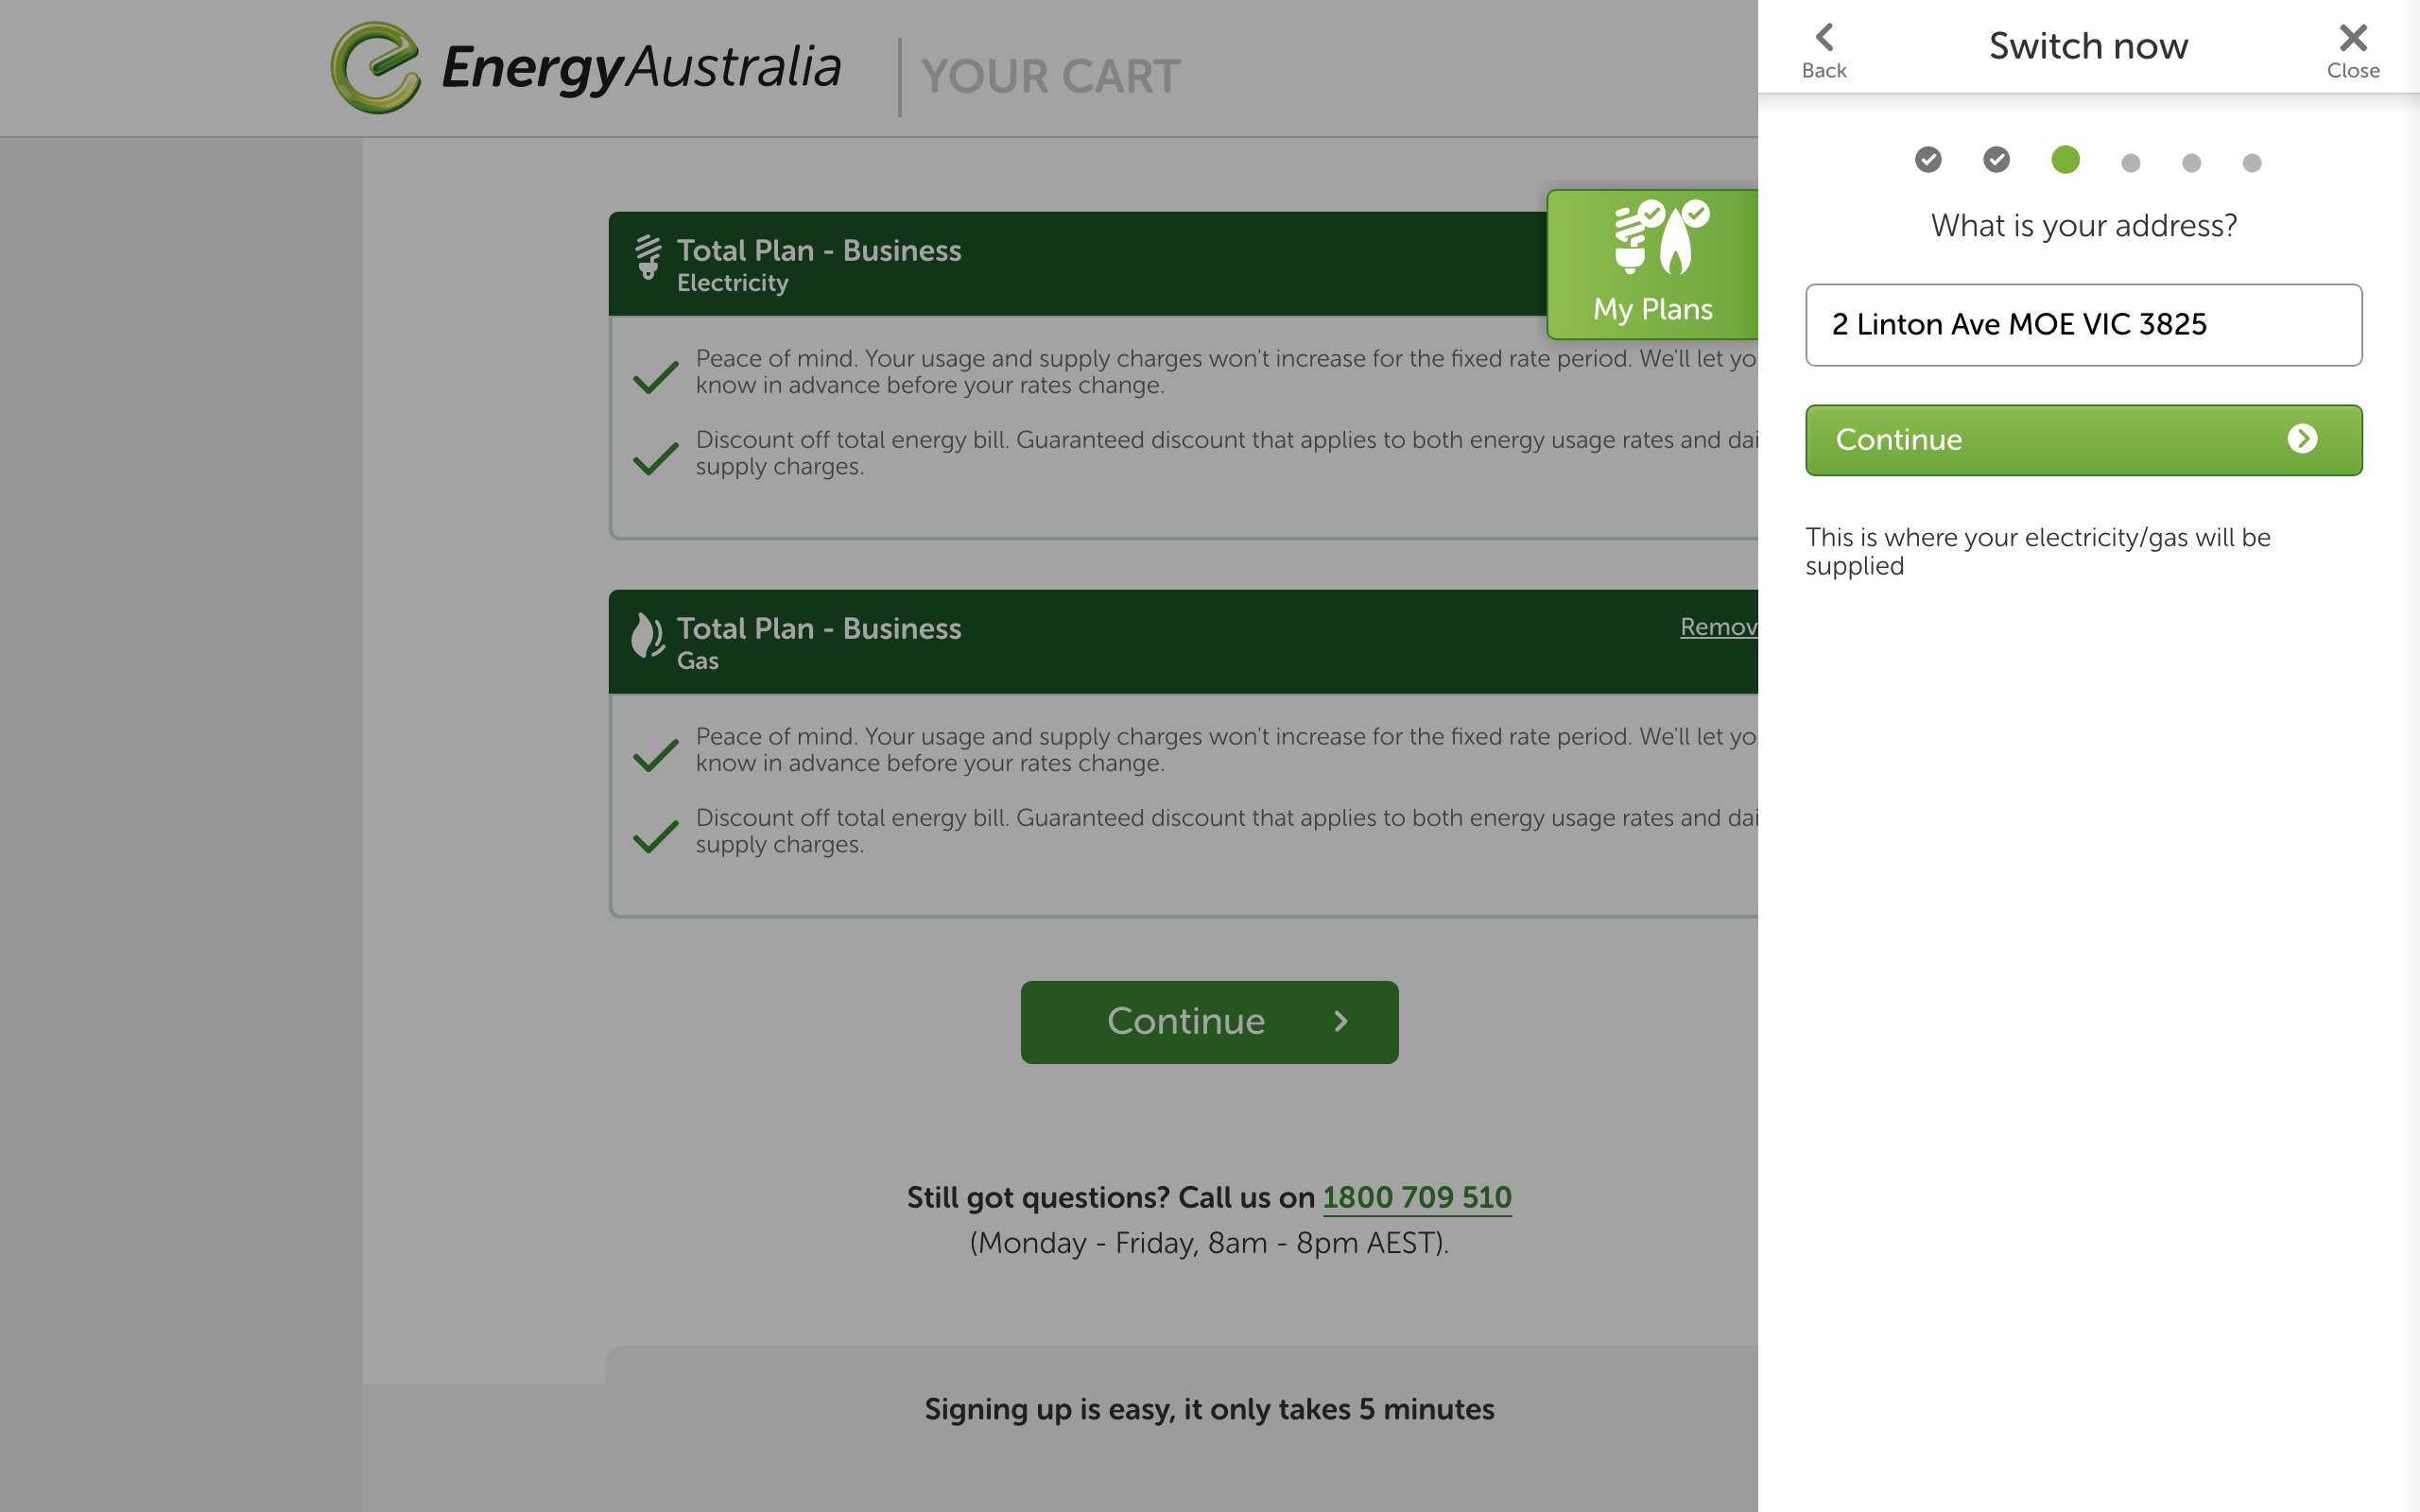 EnergyAustralia
YOUR CART
Total Plan - Business
Electricity
My Plans
Peace of mind. Your usage and supply charges won't increase for the fixed rate period. We'll let yo
know in advance before your rates change.
Discount off total energy bill. Guaranteed discount that applies to both energy usage rates and dai
supply charges.
Total Plan - Business
Gas
Remov
Peace of mind. Your usage and supply charges won't increase for the fixed rate period. We'll let yo
know in advance before your rates change.
Discount off total energy bill. Guaranteed discount that applies to both energy usage rates and dai
supply charges.
Continue
Still got questions? Call us on 1800 709 510
(Monday - Friday, 8am - 8pm AEST).
Signing up is easy, it only takes 5 minutes
Back
Switch now
Close
What is your address?
2 Linton Ave MOE VIC 3825
Continue
This is where your electricity/gas will be
supplied